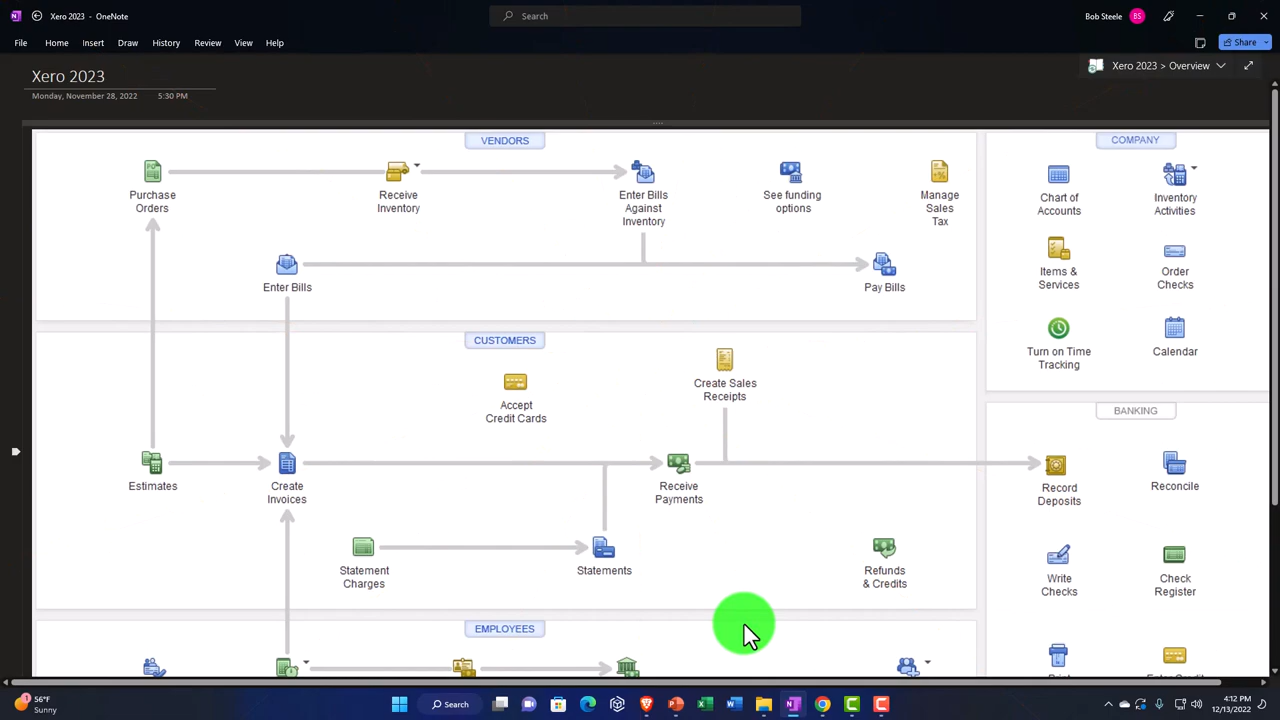 Xero 2023 - OneNote
Search
Bob Steele
BS
File
Home
Insert
Draw
History
Review
View
Help
Share
Xero 2023
Xero 2023 > Overview
Monday, November 28, 2022
5:30 PM
VENDORS
COMPANY
Purchase
Orders
Receive
Inventory
Enter Bills
Against
Inventory
See funding
options
Manage
Sales
Tax
Chart of
Accounts
Inventory
Activities
Enter Bills
Pay Bills
Items &
Services
Order
Checks
CUSTOMERS
Turn on Time
Tracking
Calendar
Accept
Credit Cards
Create Sales
Receipts
BANKING
Estimates
Create
Invoices
Receive
Payments
Record
Deposits
Reconcile
Statement
Charges
Statements
Refunds
& Credits
Write
Checks
Check
Register
EMPLOYEES
56°F
Sunny
Search
4:12 PM
12/13/2022